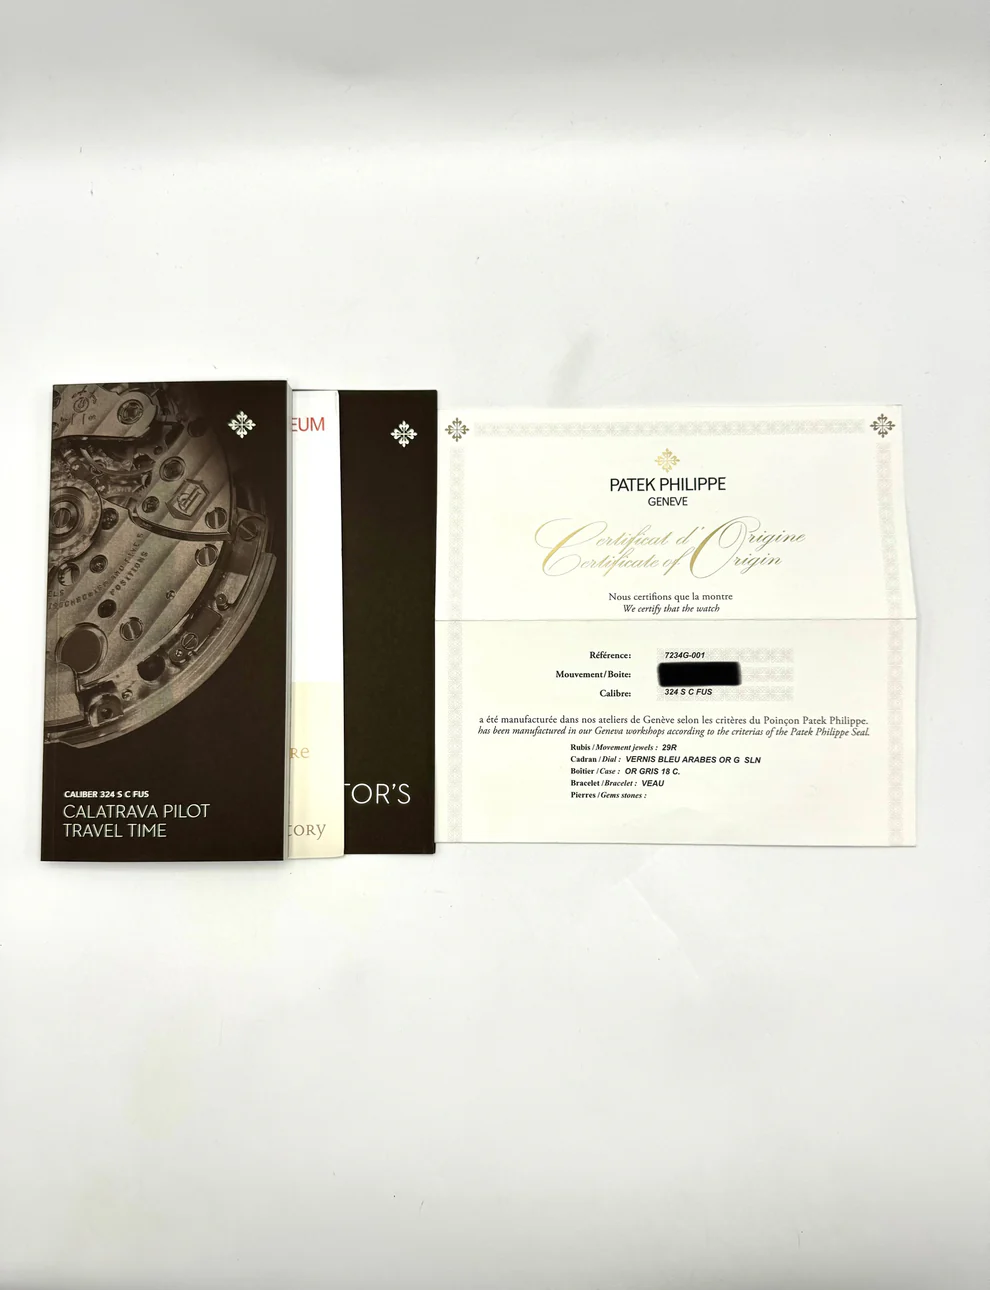 CALIBER 324 S C FUS
CALATRAVA PILOT
TRAVEL TIME
POSITIONS
EUM
RE
TORY
TOR'S
PATEK PHILIPPE
GENEVE
Certificat d'Origine
Certificate of Origin
Nous certifions que la montre
We certify that the watch
Référence: 7234G-001
Mouvement/Boite:
Calibre: 324 S C FUS
a été manufacturée dans nos ateliers de Genève selon les critères du Poinçon Patek Philippe.
has been manufactured in our Geneva workshops according to the criterias of the Patek Philippe Seal.
Rubis / Movement jewels : 29R
Cadran / Dial : VERNIS BLEU ARABES OR G SLN
Boîtier / Case : OR GRIS 18 C.
Bracelet / Bracelet : VEAU
Pierres / Gems stones :